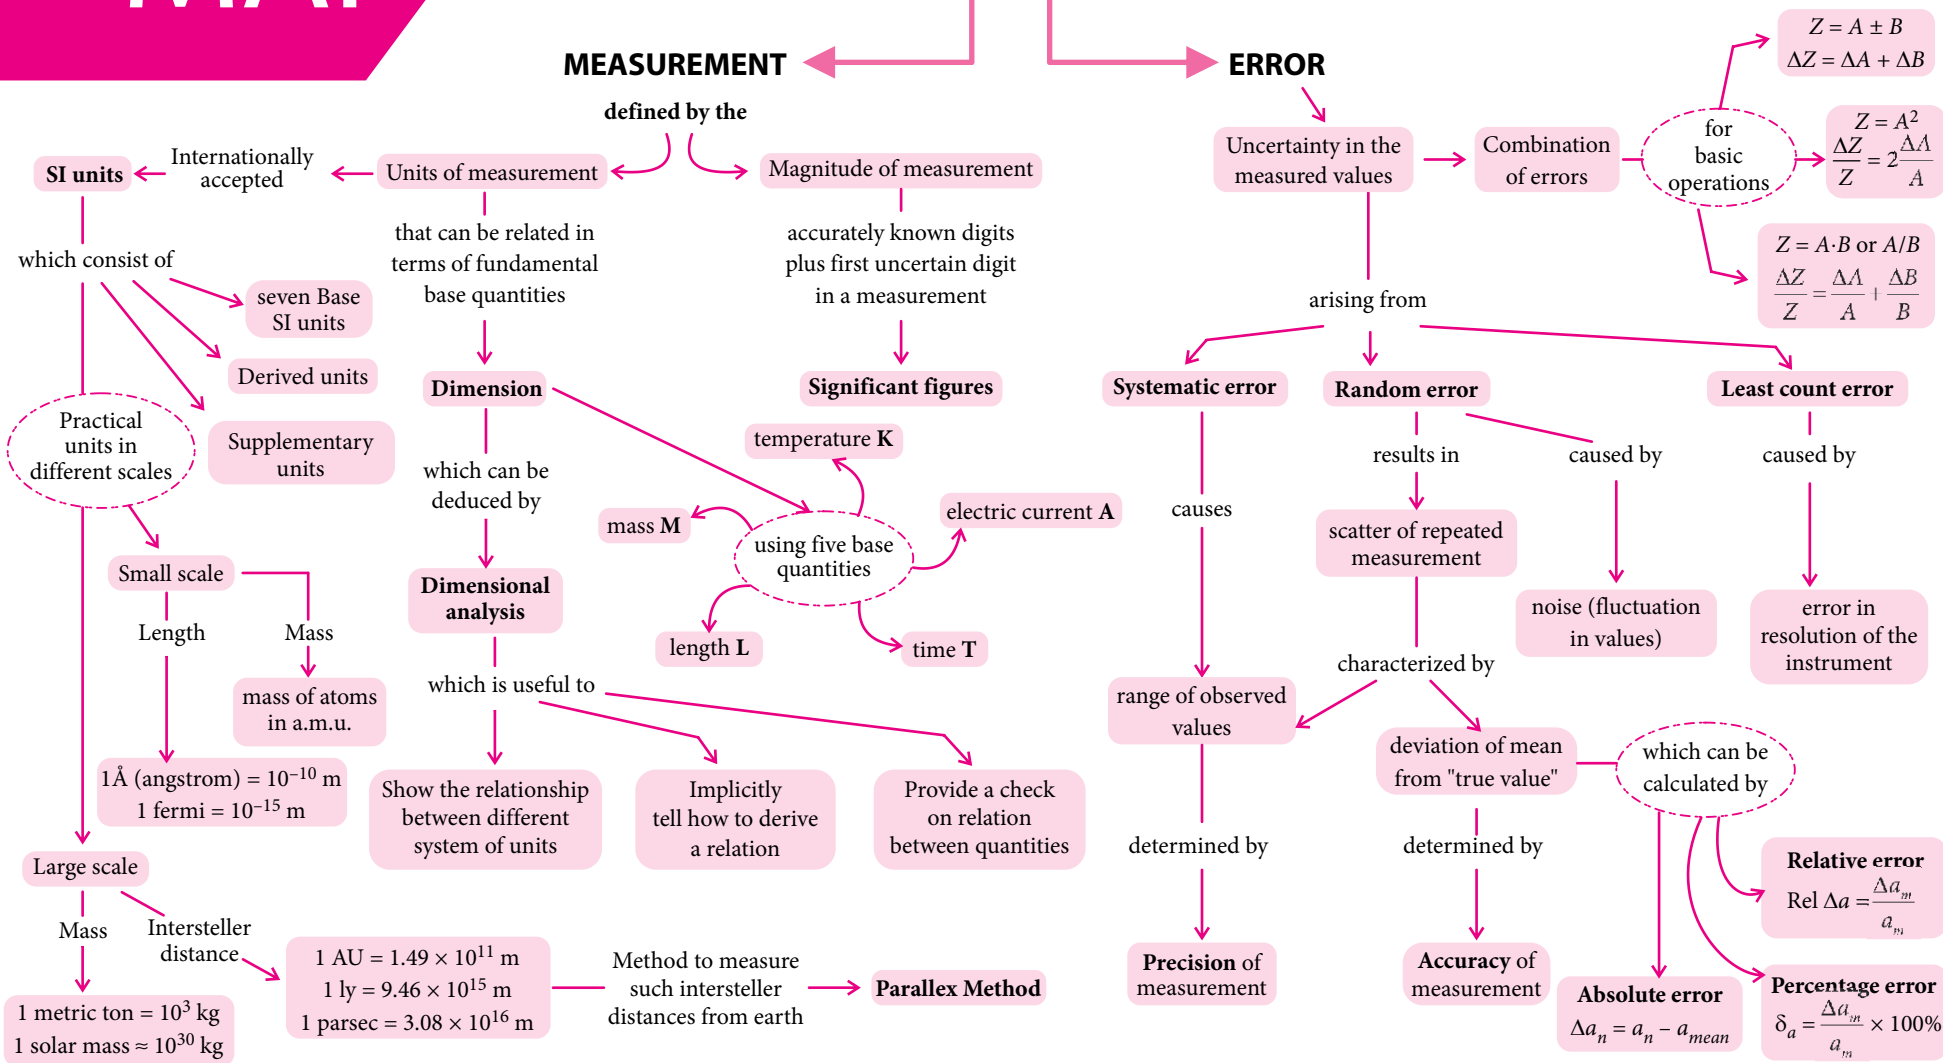 MAP
MEASUREMENT
ERROR
defined by the
Z = A ± B
ΔZ = ΔA + ΔB
SI units
Internationally
accepted
Units of measurement
Magnitude of measurement
Uncertainty in the
measured values
Combination
of errors
for
basic
operations
Z = A²
ΔZ/Z = 2 ΔA/A
Z = A·B or A/B
ΔZ/Z = ΔA/A + ΔB/B
which consist of
seven Base
SI units
Derived units
Supplementary
units
that can be related in
terms of fundamental
base quantities
accurately known digits
plus first uncertain digit
in a measurement
arising from
Dimension
Significant figures
Systematic error
Random error
Least count error
Practical
units in
different scales
which can be
deduced by
temperature K
mass M
electric current A
using five base
quantities
length L
time T
causes
results in
caused by
caused by
scatter of repeated
measurement
noise (fluctuation
in values)
error in
resolution of the
instrument
Small scale
Length
Mass
mass of atoms
in a.m.u.
1Å (angstrom) = 10⁻¹⁰ m
1 fermi = 10⁻¹⁵ m
Dimensional
analysis
which is useful to
Show the relationship
between different
system of units
Implicitly
tell how to derive
a relation
Provide a check
on relation
between quantities
characterized by
range of observed
values
deviation of mean
from "true value"
which can be
calculated by
determined by
determined by
Precision of
measurement
Accuracy of
measurement
Relative error
Rel Δa = Δaₘ/aₘ
Absolute error
Δaₙ = aₙ – a_mean
Percentage error
δₐ = Δaₘ/aₘ × 100%
Large scale
Mass
Intersteller
distance
1 metric ton = 10³ kg
1 solar mass ≈ 10³⁰ kg
1 AU = 1.49 × 10¹¹ m
1 ly = 9.46 × 10¹⁵ m
1 parsec = 3.08 × 10¹⁶ m
Method to measure
such intersteller
distances from earth
Parallex Method